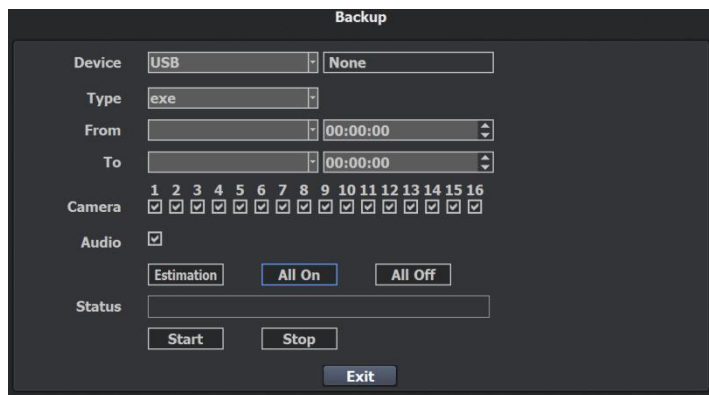 Backup
Device USB None
Type exe
From 00:00:00
To 00:00:00
1 2 3 4 5 6 7 8 9 10 11 12 13 14 15 16
Camera
Audio
Estimation All On All Off
Status
Start Stop
Exit